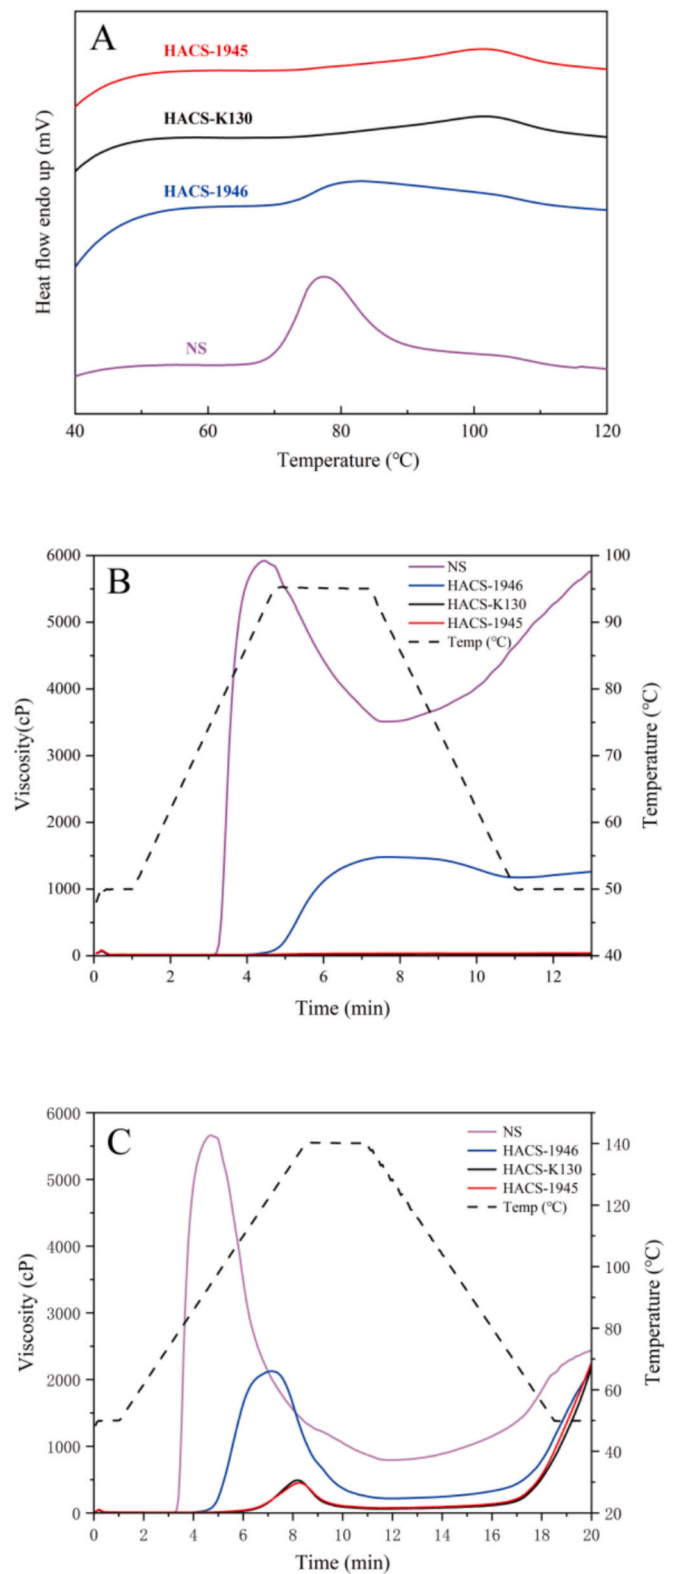 A
HACS-1945
HACS-K130
HACS-1946
NS
Heat flow endo up (mV)
40 60 80 100 120
Temperature (℃)
B
NS
HACS-1946
HACS-K130
HACS-1945
Temp (℃)
6000
5000
4000
3000
2000
1000
0
Viscosity(cP)
100
90
80
70
60
50
40
Temperature (℃)
0 2 4 6 8 10 12
Time (min)
C
NS
HACS-1946
HACS-K130
HACS-1945
Temp (℃)
6000
5000
4000
3000
2000
1000
0
Viscosity (cP)
140
120
100
80
60
40
20
Temperature (℃)
0 2 4 6 8 10 12 14 16 18 20
Time (min)